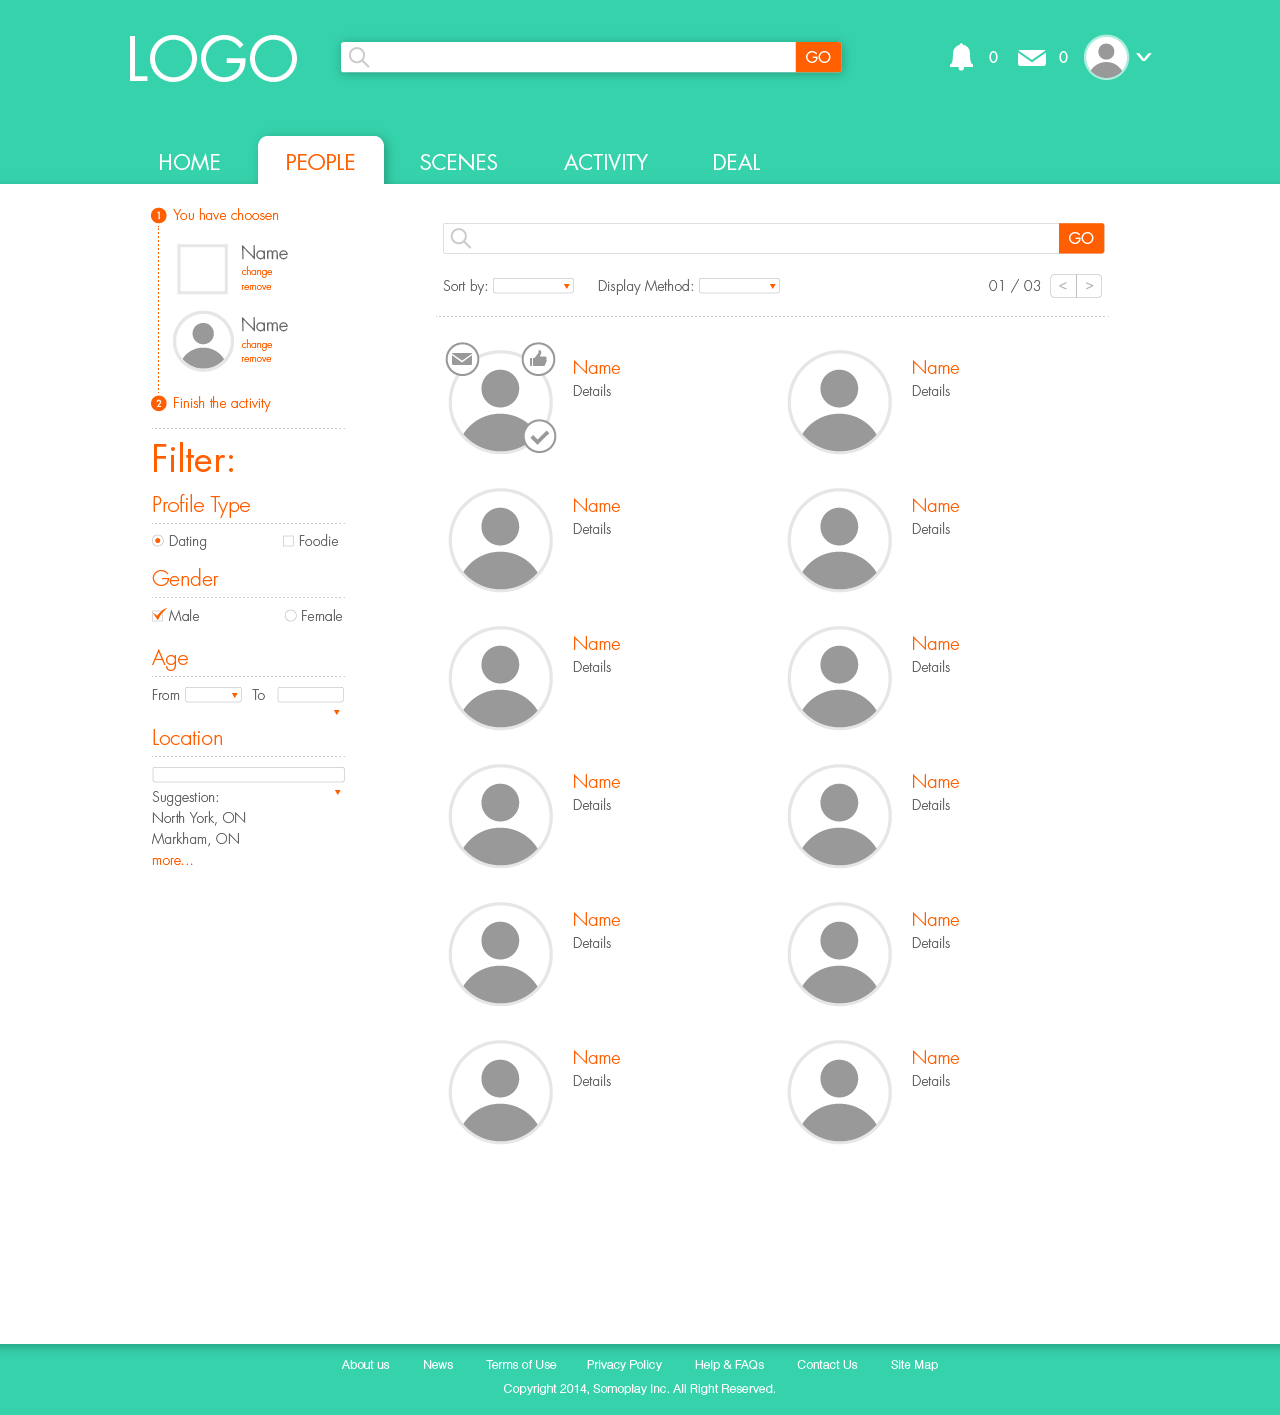 LOGO
GO
0
0
HOME
PEOPLE
SCENES
ACTIVITY
DEAL
1
You have choosen
Name
change
remove
Name
change
remove
2
Finish the activity
Filter:
Profile Type
Dating
Foodie
Gender
Male
Female
Age
From
To
Location
Suggestion:
North York, ON
Markham, ON
more...
GO
Sort by:
Display Method:
01 / 03
<
>
Name
Details
Name
Details
Name
Details
Name
Details
Name
Details
Name
Details
Name
Details
Name
Details
Name
Details
Name
Details
Name
Details
Name
Details
About us
News
Terms of Use
Privacy Policy
Help & FAQs
Contact Us
Site Map
Copyright 2014, Somoplay Inc. All Right Reserved.